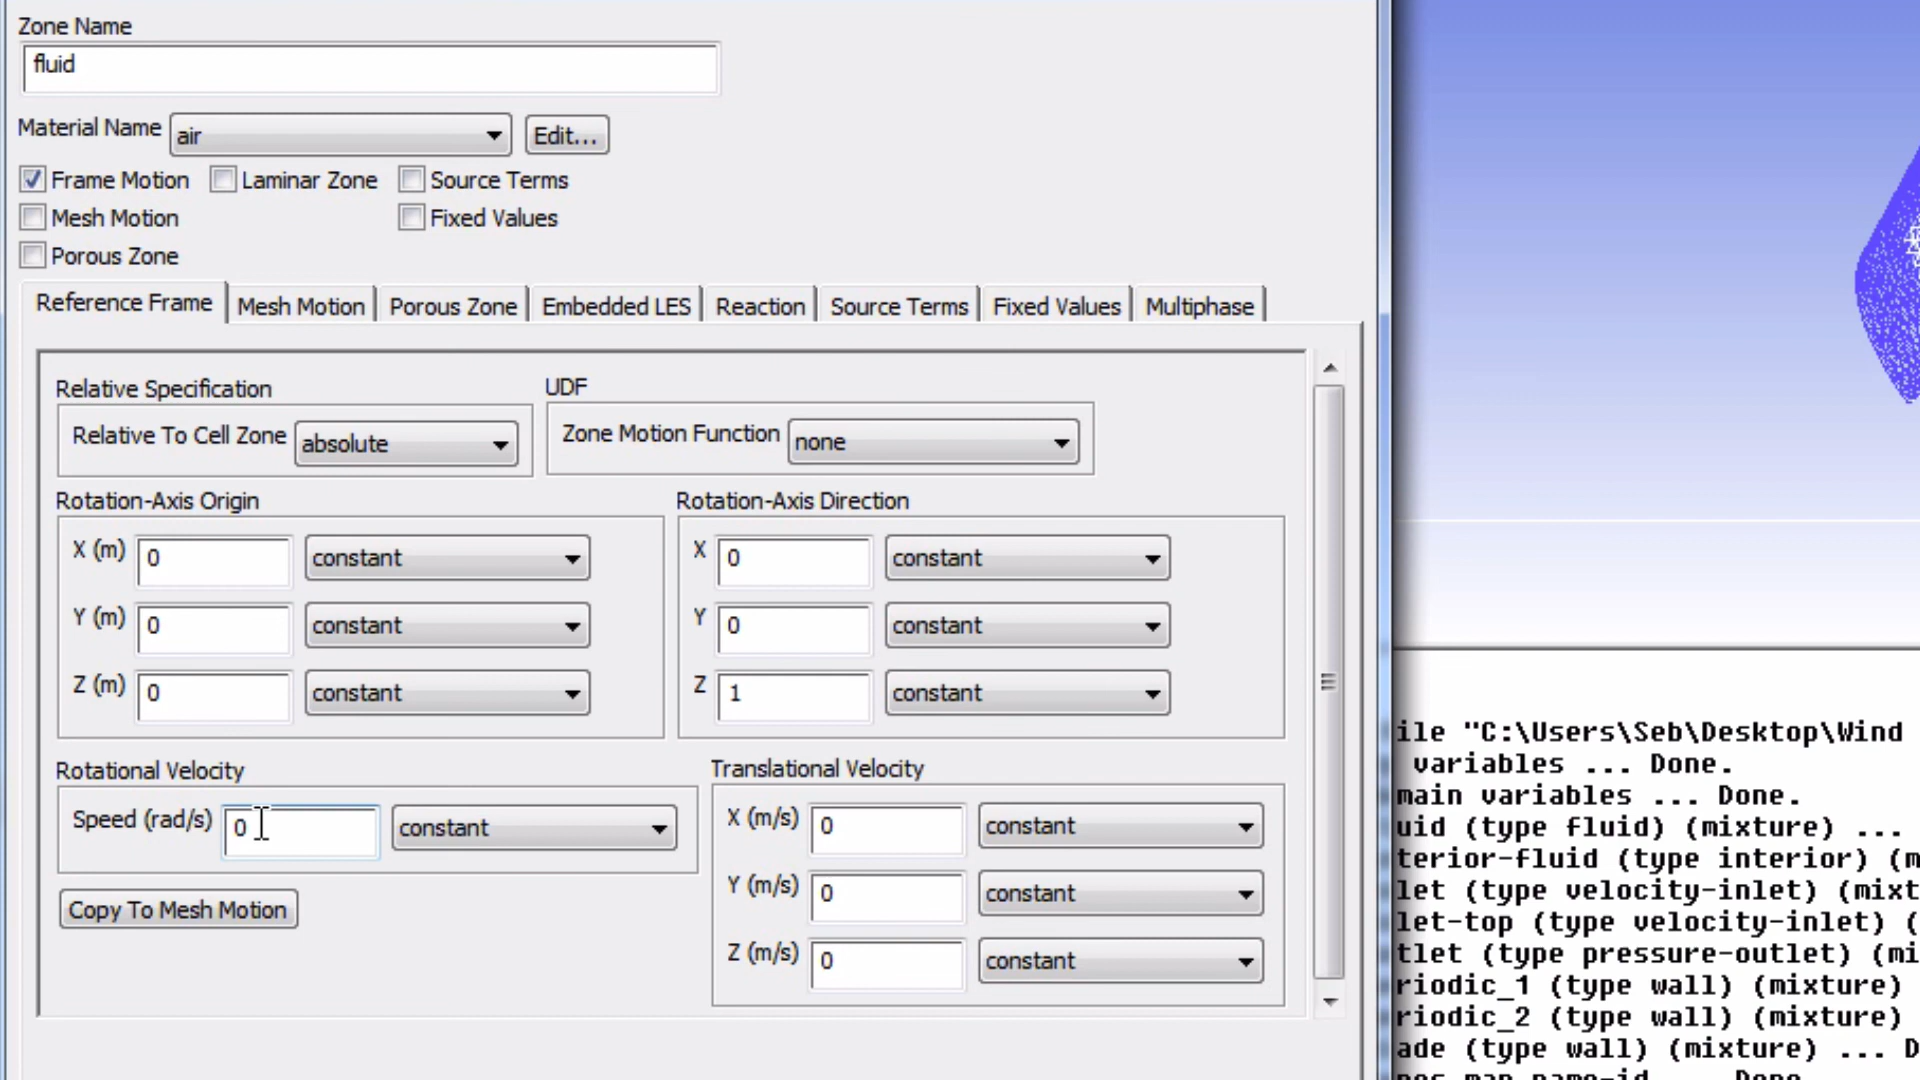 Zone Name
fluid
Material Name air Edit...
Frame Motion Laminar Zone Source Terms
Mesh Motion Fixed Values
Porous Zone
Reference Frame Mesh Motion Porous Zone Embedded LES Reaction Source Terms Fixed Values Multiphase
Relative Specification UDF
Relative To Cell Zone absolute Zone Motion Function none
Rotation-Axis Origin Rotation-Axis Direction
X (m) 0 constant X 0 constant
Y (m) 0 constant Y 0 constant
Z (m) 0 constant Z 1 constant
Rotational Velocity Translational Velocity
Speed (rad/s) 0 constant X (m/s) 0 constant
Y (m/s) 0 constant
Copy To Mesh Motion
Z (m/s) 0 constant
ile "C:\Users\Seb\Desktop\Wind
variables ... Done.
main variables ... Done.
uid (type fluid) (mixture) ...
terior-fluid (type interior) (m
let (type velocity-inlet) (mixt
let-top (type velocity-inlet) (
tlet (type pressure-outlet) (mi
riodic_1 (type wall) (mixture)
riodic_2 (type wall) (mixture)
ade (type wall) (mixture) ... D